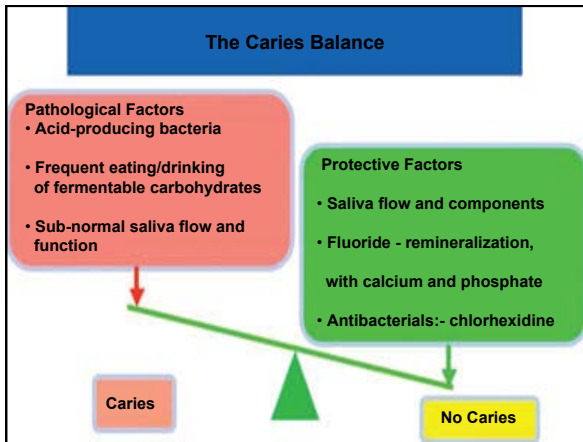 The Caries Balance
Pathological Factors
• Acid-producing bacteria
• Frequent eating/drinking
of fermentable carbohydrates
• Sub-normal saliva flow and
function
Protective Factors
• Saliva flow and components
• Fluoride - remineralization,
with calcium and phosphate
• Antibacterials:- chlorhexidine
Caries
No Caries